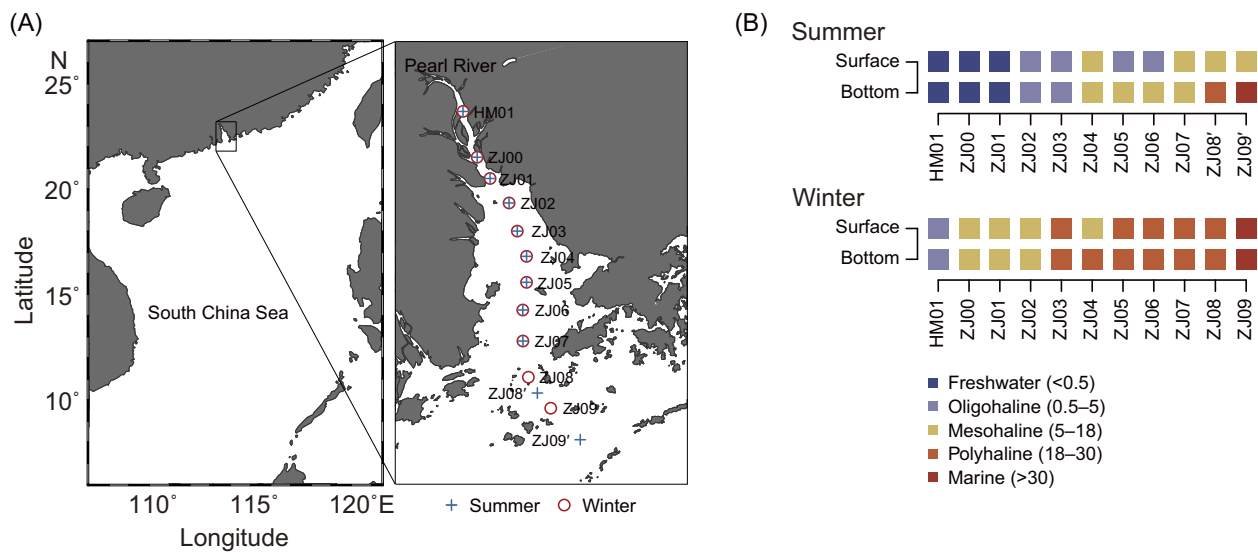 (A)
N
25˚
20˚
15˚
10˚
Latitude
110˚
115˚
120˚E
Longitude
South China Sea
Pearl River
HM01
ZJ00
ZJ01
ZJ02
ZJ03
ZJ04
ZJ05
ZJ06
ZJ07
ZJ08
ZJ08′
ZJ09
ZJ09′
Summer
Winter
(B)
Summer
Surface
Bottom
HM01
ZJ00
ZJ01
ZJ02
ZJ03
ZJ04
ZJ05
ZJ06
ZJ07
ZJ08′
ZJ09′
Winter
Surface
Bottom
HM01
ZJ00
ZJ01
ZJ02
ZJ03
ZJ04
ZJ05
ZJ06
ZJ07
ZJ08
ZJ09
Freshwater (<0.5)
Oligohaline (0.5–5)
Mesohaline (5–18)
Polyhaline (18–30)
Marine (>30)